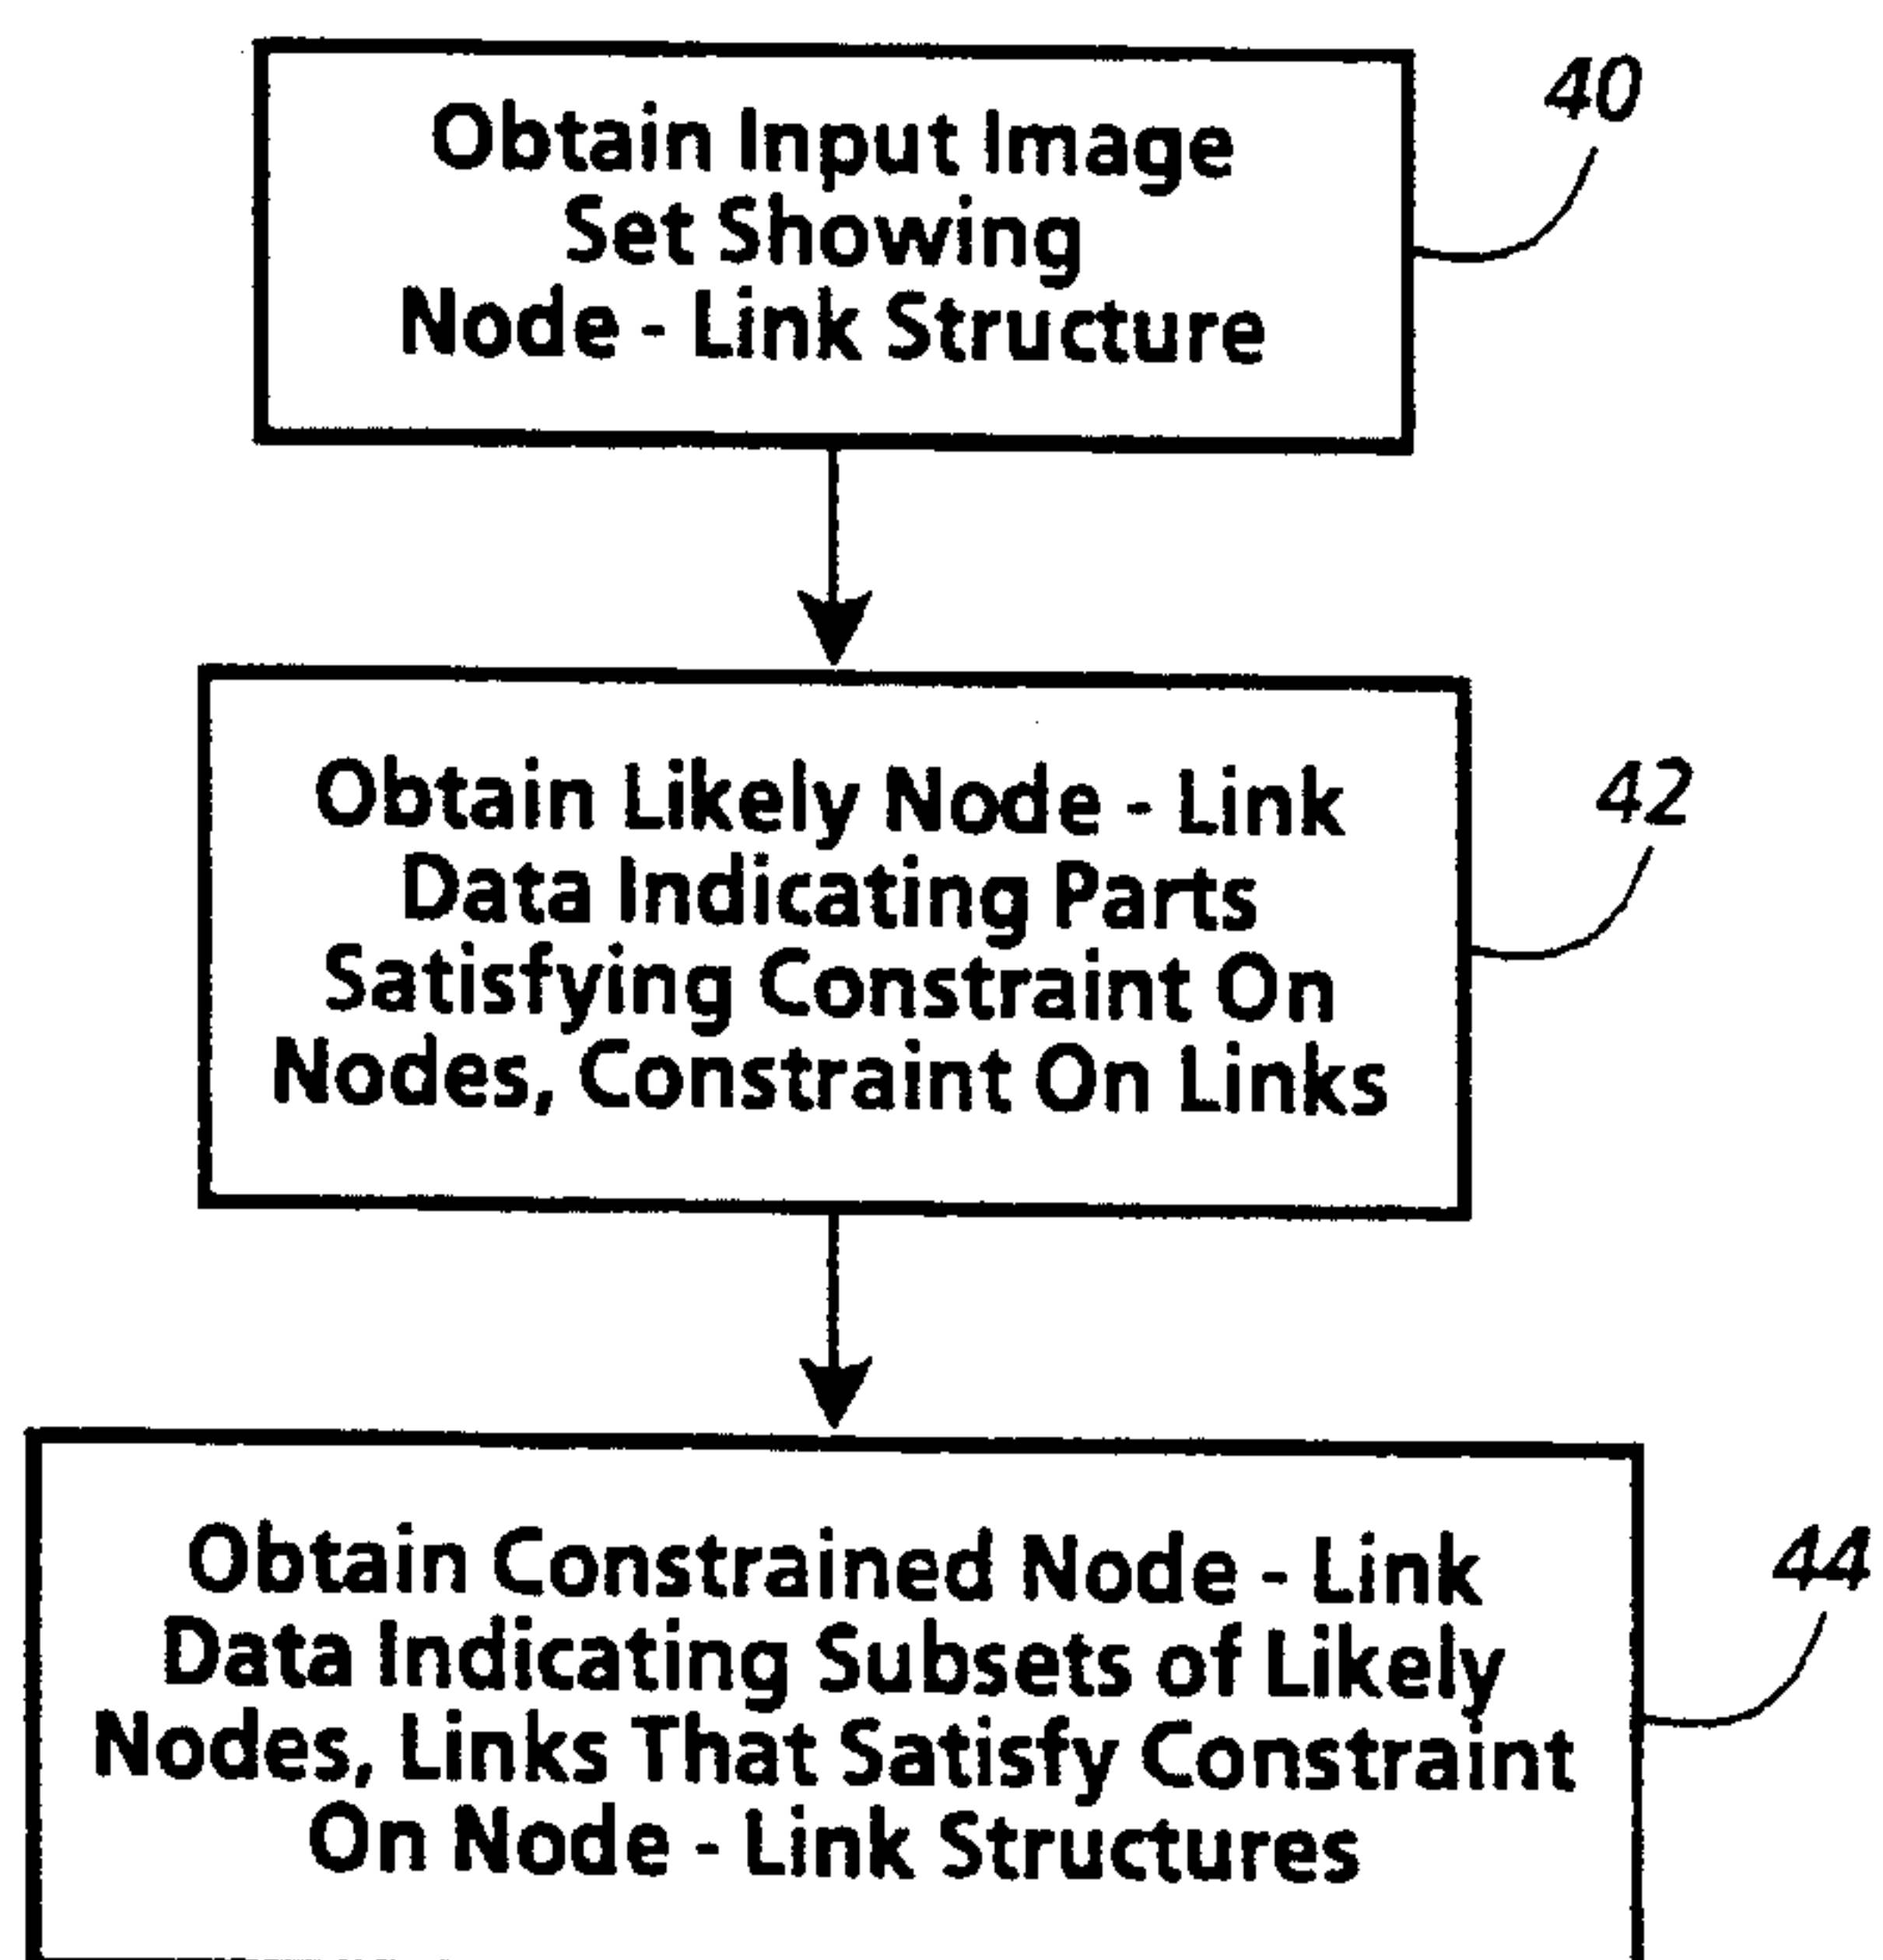 Obtain Input Image
Set Showing
Node - Link Structure
40
Obtain Likely Node - Link
Data Indicating Parts
Satisfying Constraint On
Nodes, Constraint On Links
42
Obtain Constrained Node - Link
Data Indicating Subsets of Likely
Nodes, Links That Satisfy Constraint
On Node - Link Structures
44